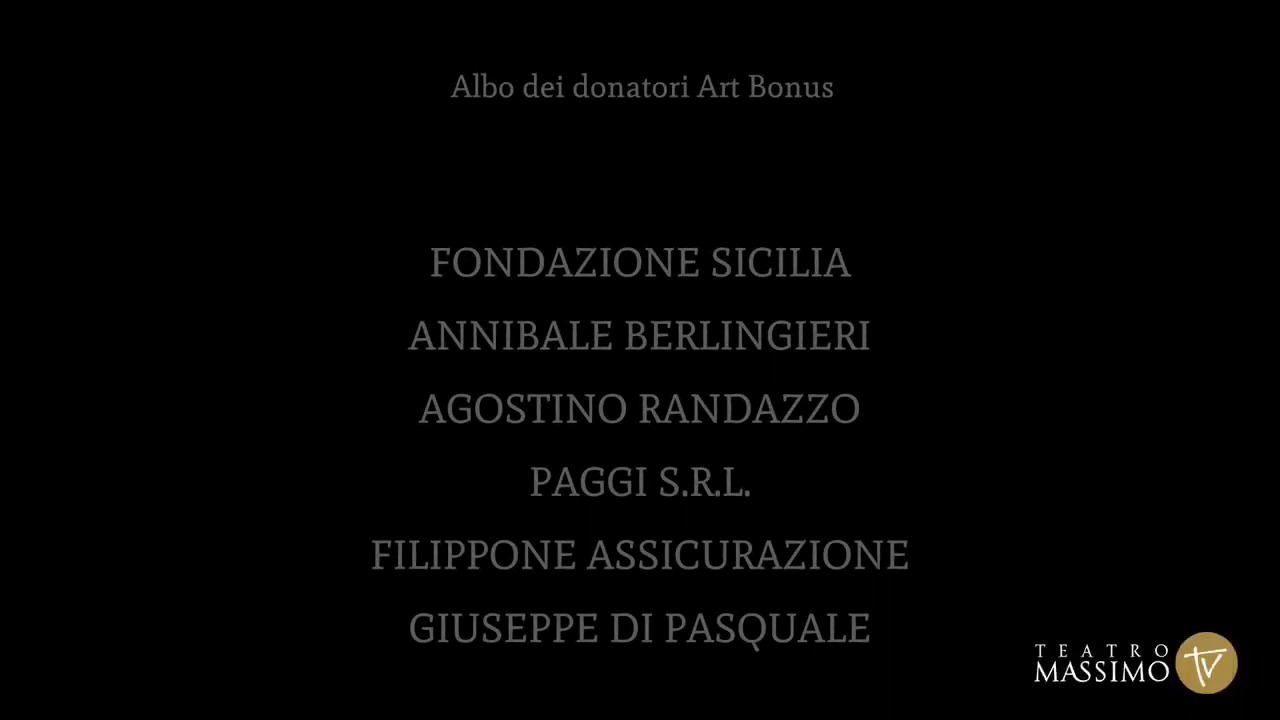 Albo dei donatori Art Bonus
FONDAZIONE SICILIA
ANNIBALE BERLINGIERI
AGOSTINO RANDAZZO
PAGGI S.R.L.
FILIPPONE ASSICURAZIONE
GIUSEPPE DI PASQUALE
TEATRO
MASSIMO TV